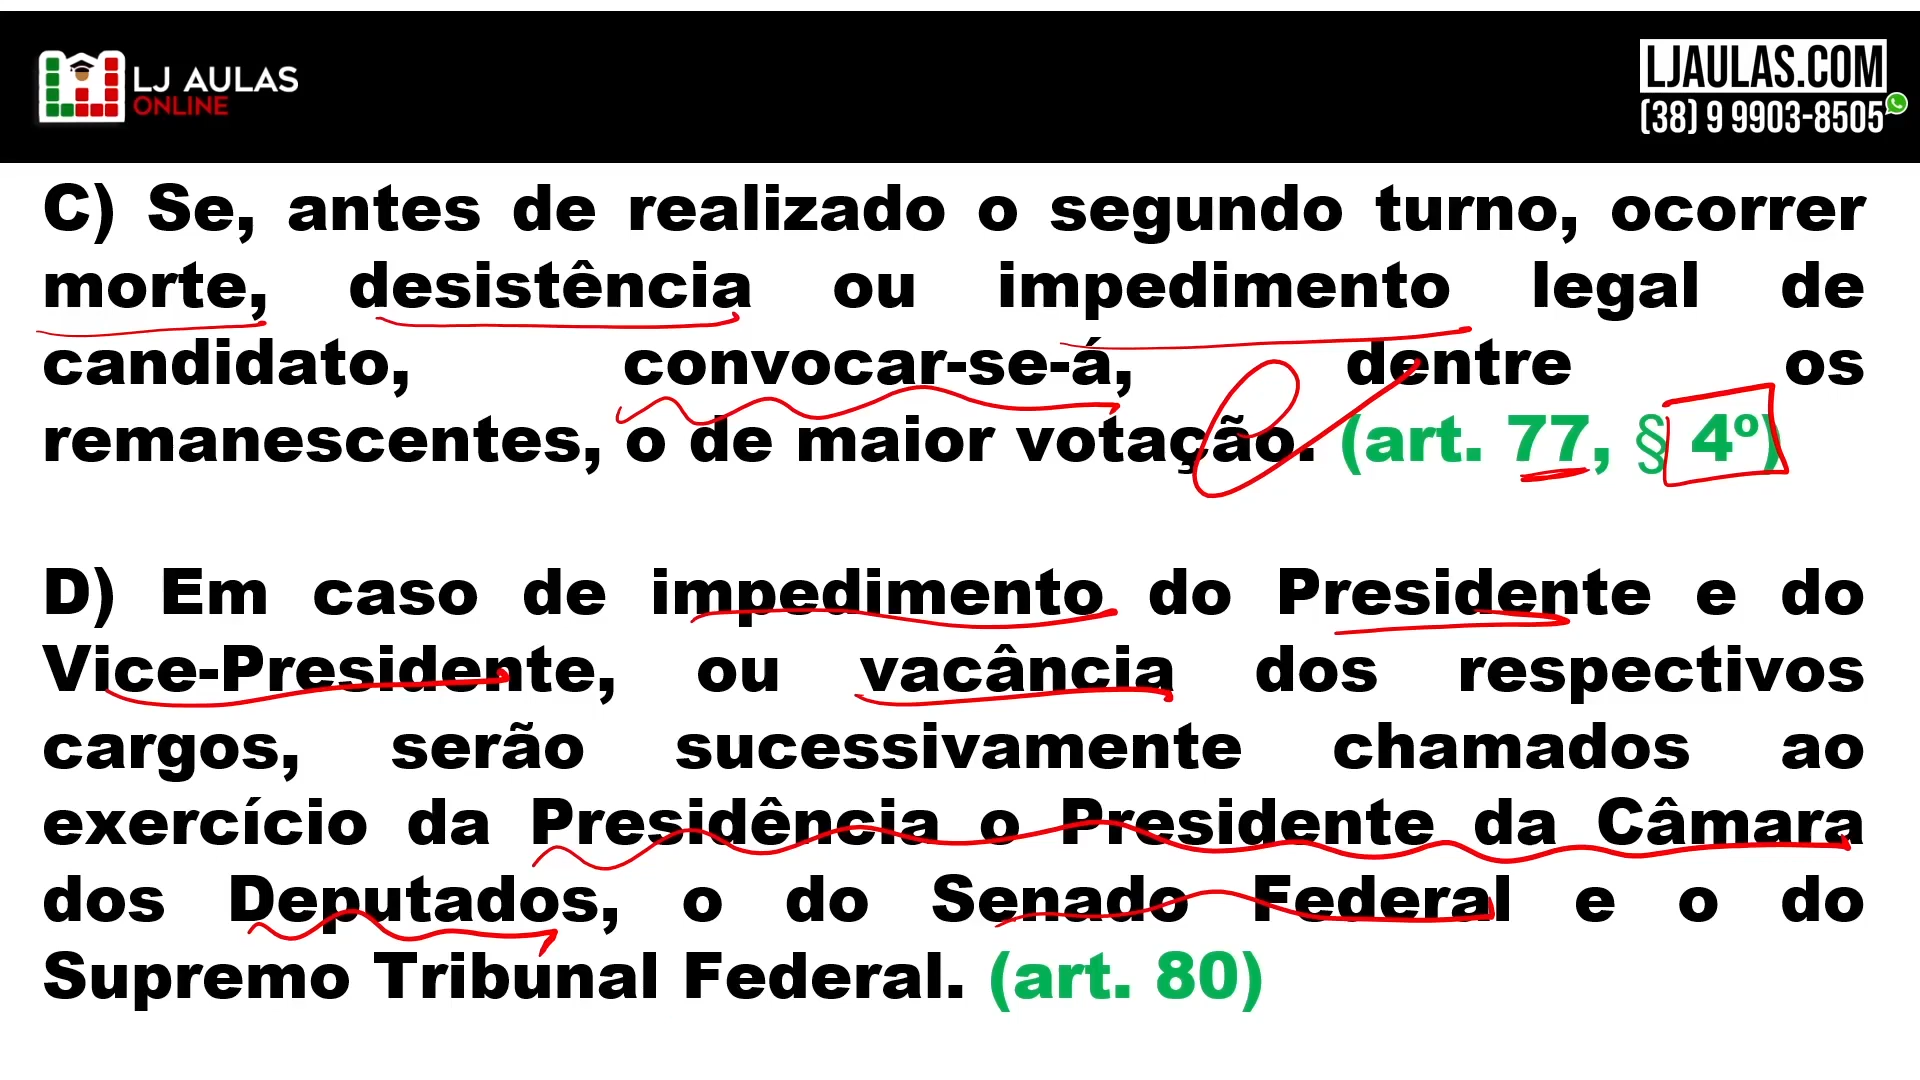 LJ AULAS
ONLINE
LJAULAS.COM
(38) 9 9903-8505
C) Se, antes de realizado o segundo turno, ocorrer
morte, desistência ou impedimento legal de
candidato, convocar-se-á, dentre os
remanescentes, o de maior votação. (art. 77, § 4º)
D) Em caso de impedimento do Presidente e do
Vice-Presidente, ou vacância dos respectivos
cargos, serão sucessivamente chamados ao
exercício da Presidência o Presidente da Câmara
dos Deputados, o do Senado Federal e o do
Supremo Tribunal Federal. (art. 80)